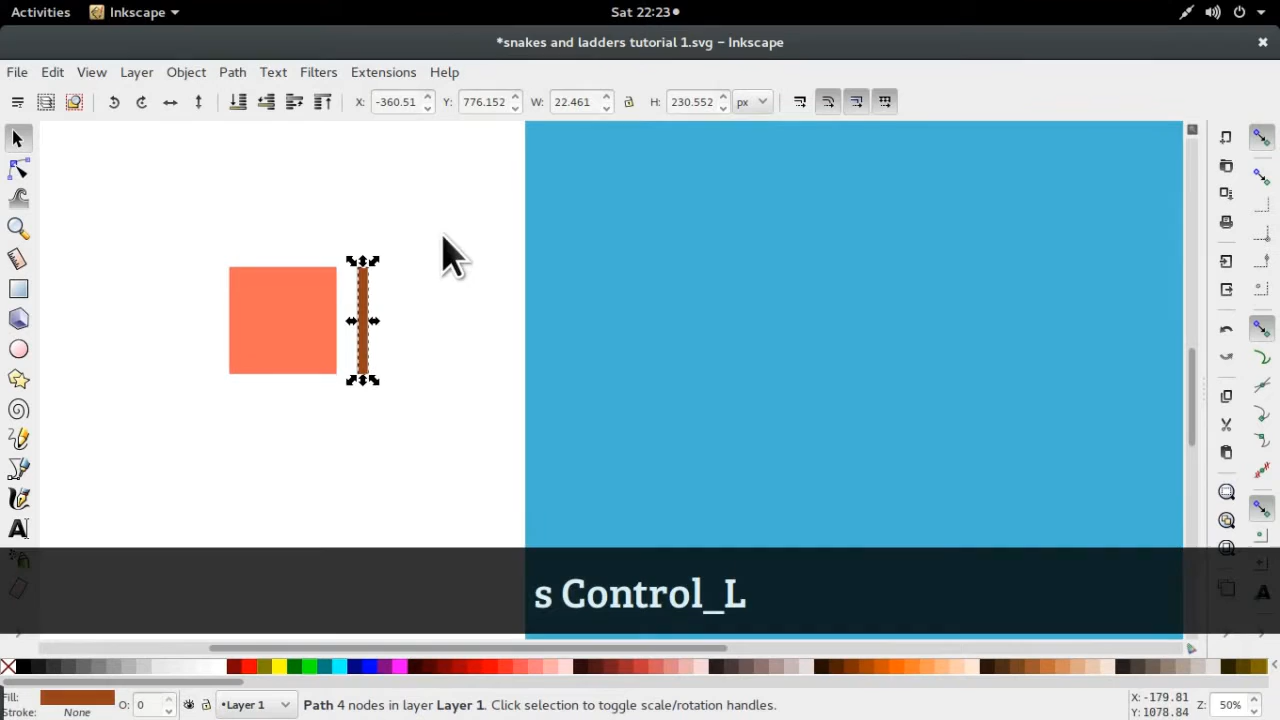 Activities Inkscape Sat 22:23
*snakes and ladders tutorial 1.svg – Inkscape
File Edit View Layer Object Path Text Filters Extensions Help
X: -360.51 Y: 776.152 W: 22.461 H: 230.552 px
s Control_L
Fill:
Stroke: None
O: 0
•Layer 1
Path 4 nodes in layer Layer 1. Click selection to toggle scale/rotation handles.
X: -179.81
Y: 1078.84
Z: 50%